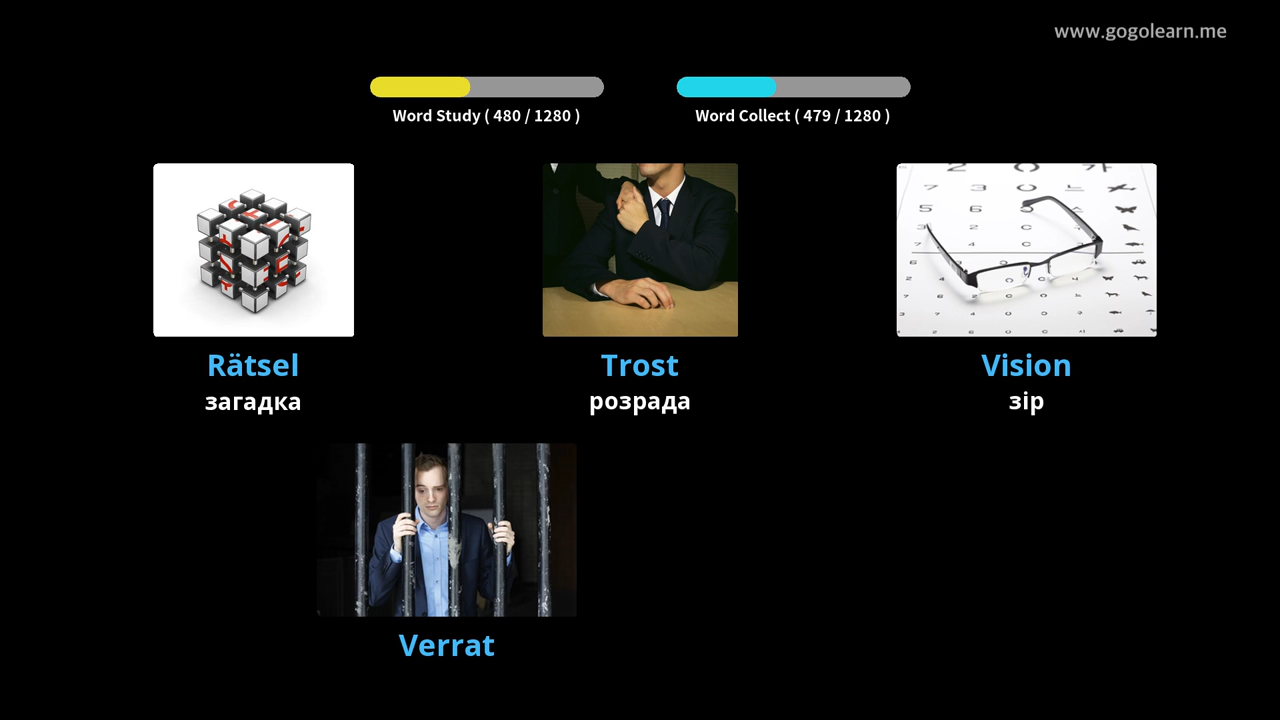 www.gogolearn.me
Word Study ( 480 / 1280 )
Word Collect ( 479 / 1280 )
Rätsel
загадка
Trost
розрада
Vision
зір
Verrat